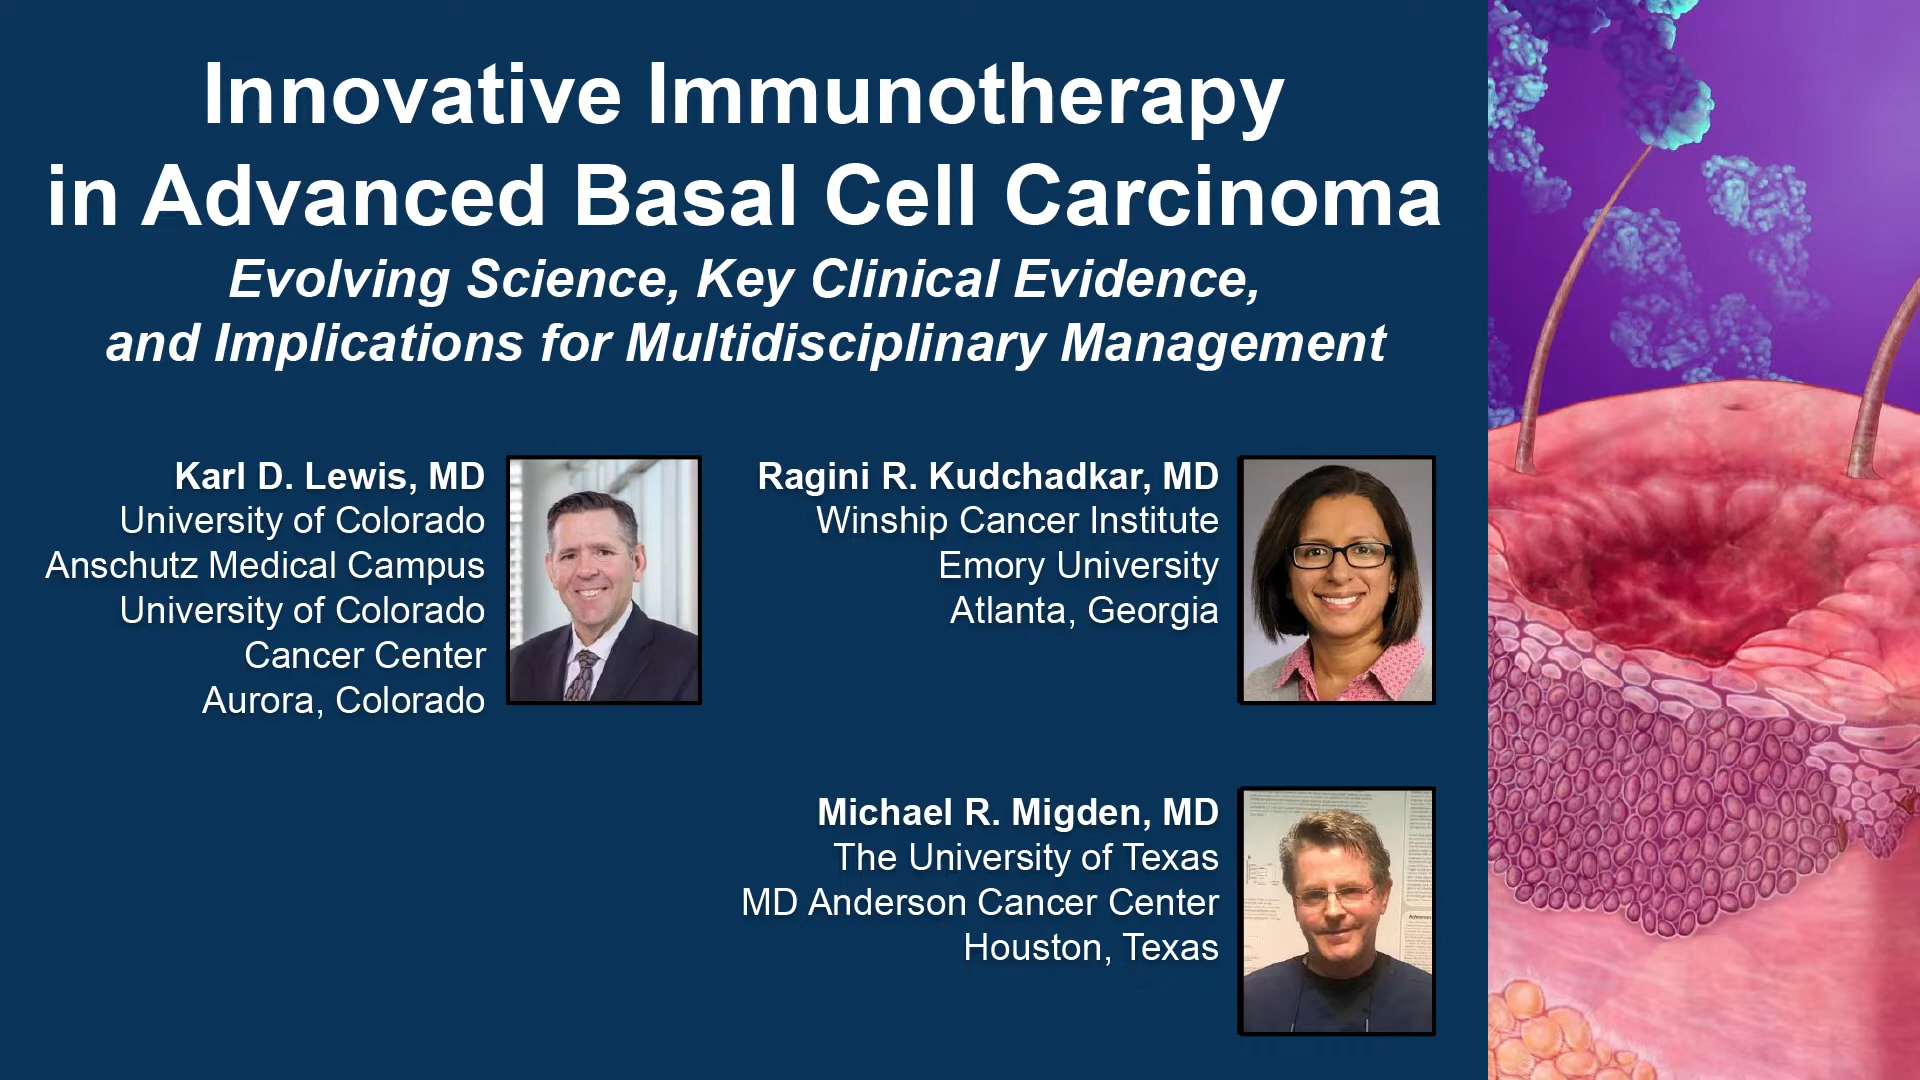 Innovative Immunotherapy
in Advanced Basal Cell Carcinoma
Evolving Science, Key Clinical Evidence,
and Implications for Multidisciplinary Management
Karl D. Lewis, MD
University of Colorado
Anschutz Medical Campus
University of Colorado
Cancer Center
Aurora, Colorado
Ragini R. Kudchadkar, MD
Winship Cancer Institute
Emory University
Atlanta, Georgia
Michael R. Migden, MD
The University of Texas
MD Anderson Cancer Center
Houston, Texas